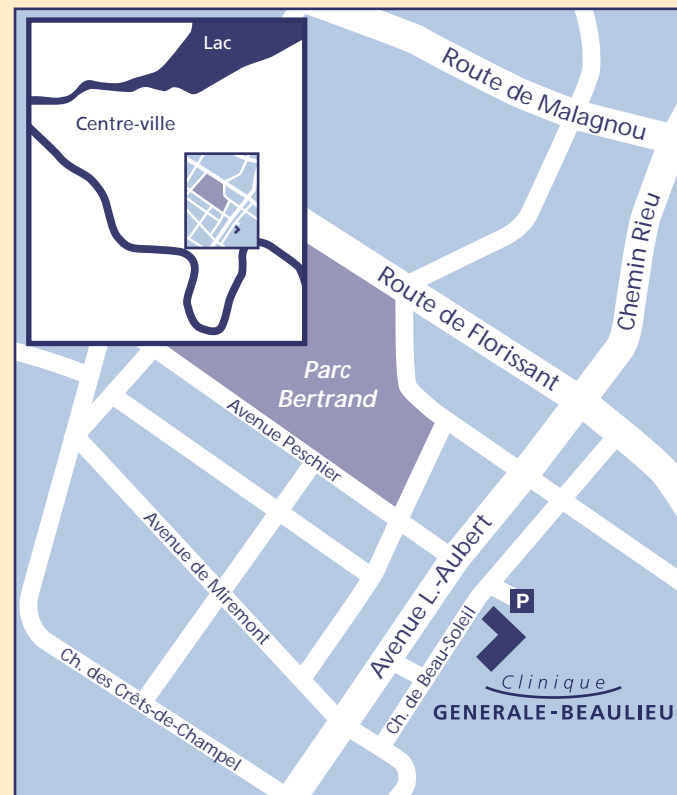 Lac
Centre-ville
Route de Malagnou
Chemin Rieu
Route de Florissant
Parc
Bertrand
Avenue Peschier
Avenue de Miremont
Avenue L.-Aubert
Ch. de Beau-Soleil
P
Clinique
GENERALE-BEAULIEU
Ch. des Crêts-de-Champel